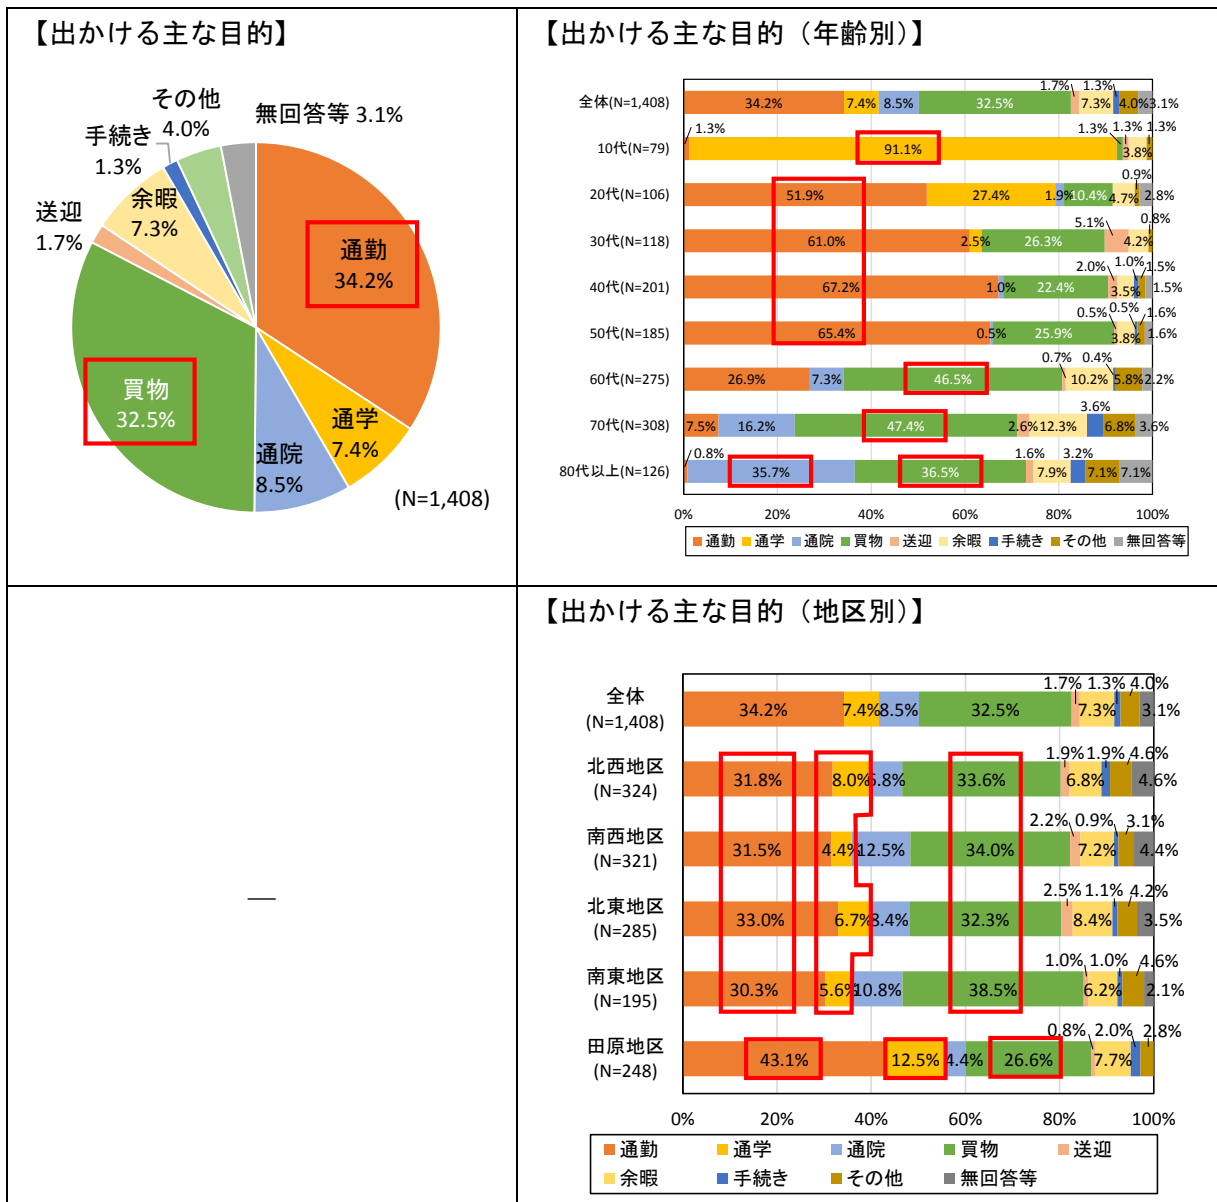 【出かける主な目的】
その他
4.0%
無回答等 3.1%
手続き
1.3%
余暇
7.3%
送迎
1.7%
通勤
34.2%
買物
32.5%
通学
7.4%
通院
8.5%
(N=1,408)
【出かける主な目的（年齢別）】
1.7% 1.3%
全体(N=1,408) 34.2% 7.4% 8.5% 32.5% 7.3% 4.0% 3.1%
1.3% 1.3% 1.3% 1.3%
10代(N=79) 91.1% 3.8%
0.9%
20代(N=106) 51.9% 27.4% 1.9% 10.4% 4.7% 2.8%
5.1% 0.8%
30代(N=118) 61.0% 2.5% 26.3% 4.2%
2.0% 1.0% 1.5%
40代(N=201) 67.2% 1.0% 22.4% 3.5% 1.5%
0.5% 0.5% 1.6%
50代(N=185) 65.4% 0.5% 25.9% 3.8% 1.6%
0.7% 0.4%
60代(N=275) 26.9% 7.3% 46.5% 10.2% 5.8% 2.2%
3.6%
70代(N=308) 7.5% 16.2% 47.4% 2.6% 12.3% 6.8% 3.6%
0.8% 1.6% 3.2%
80代以上(N=126) 35.7% 36.5% 7.9% 7.1% 7.1%
0% 20% 40% 60% 80% 100%
通勤 通学 通院 買物 送迎 余暇 手続き その他 無回答等
—
【出かける主な目的（地区別）】
1.7% 1.3% 4.0%
全体
(N=1,408)
34.2% 7.4% 8.5% 32.5% 7.3% 3.1%
1.9% 1.9% 4.6%
北西地区
(N=324)
31.8% 8.0% 6.8% 33.6% 6.8% 4.6%
2.2% 0.9% 3.1%
南西地区
(N=321)
31.5% 4.4% 12.5% 34.0% 7.2% 4.4%
2.5% 1.1% 4.2%
北東地区
(N=285)
33.0% 6.7% 8.4% 32.3% 8.4% 3.5%
1.0% 1.0% 4.6%
南東地区
(N=195)
30.3% 5.6% 10.8% 38.5% 6.2% 2.1%
0.8% 2.0% 2.8%
田原地区
(N=248)
43.1% 12.5% 4.4% 26.6% 7.7%
0% 20% 40% 60% 80% 100%
通勤 通学 通院 買物 送迎
余暇 手続き その他 無回答等